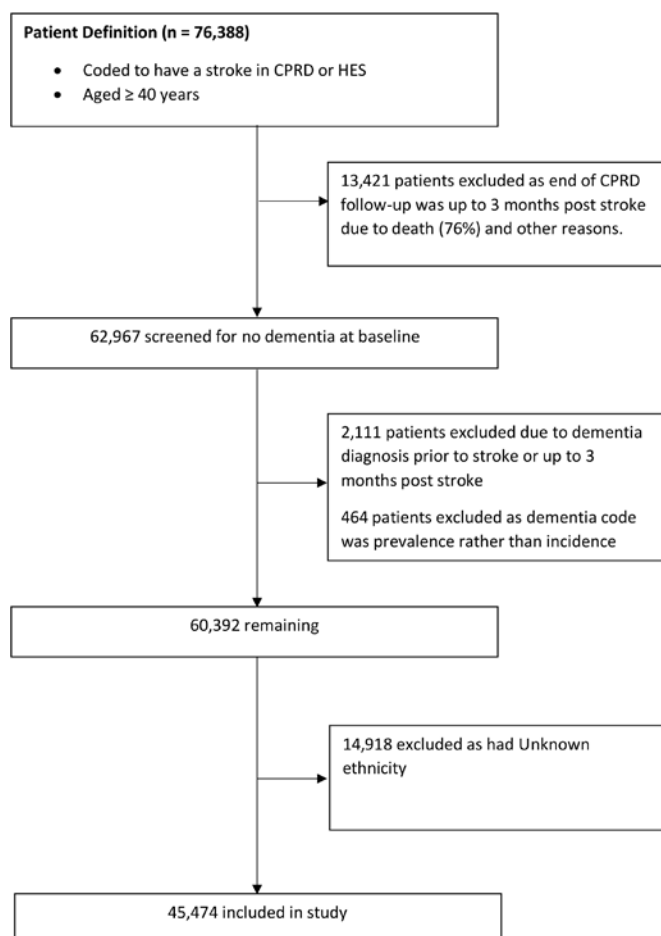 Patient Definition (n = 76,388)
• Coded to have a stroke in CPRD or HES
• Aged ≥ 40 years
13,421 patients excluded as end of CPRD
follow-up was up to 3 months post stroke
due to death (76%) and other reasons.
62,967 screened for no dementia at baseline
2,111 patients excluded due to dementia
diagnosis prior to stroke or up to 3
months post stroke
464 patients excluded as dementia code
was prevalence rather than incidence
60,392 remaining
14,918 excluded as had Unknown
ethnicity
45,474 included in study